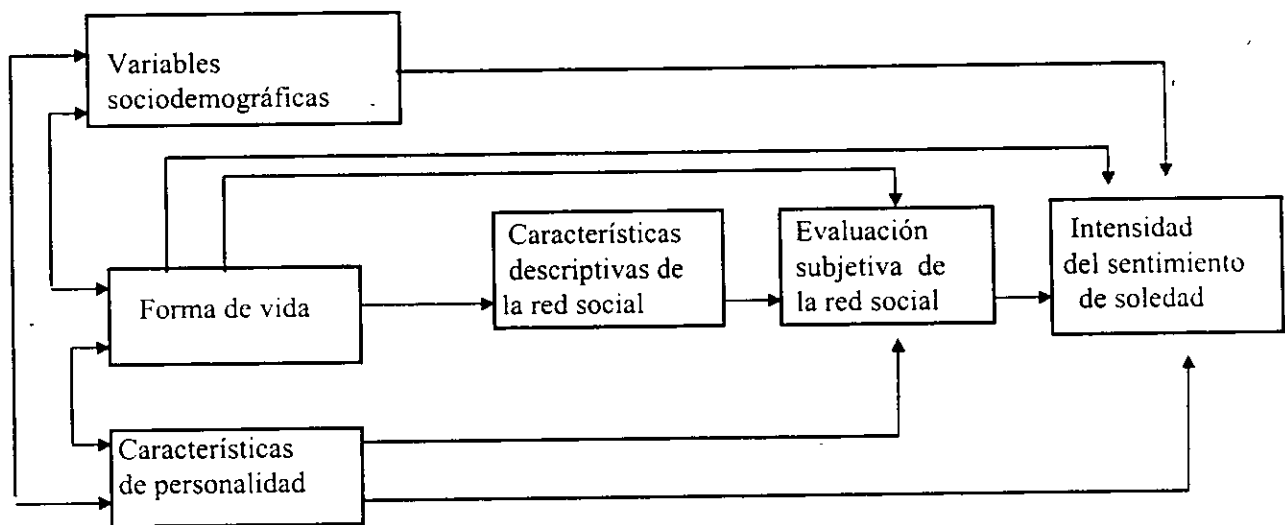 Variables
sociodemográficas
Forma de vida
Características
descriptivas de
la red social
Evaluación
subjetiva de
la red social
Intensidad
del sentimiento
de soledad
Características
de personalidad